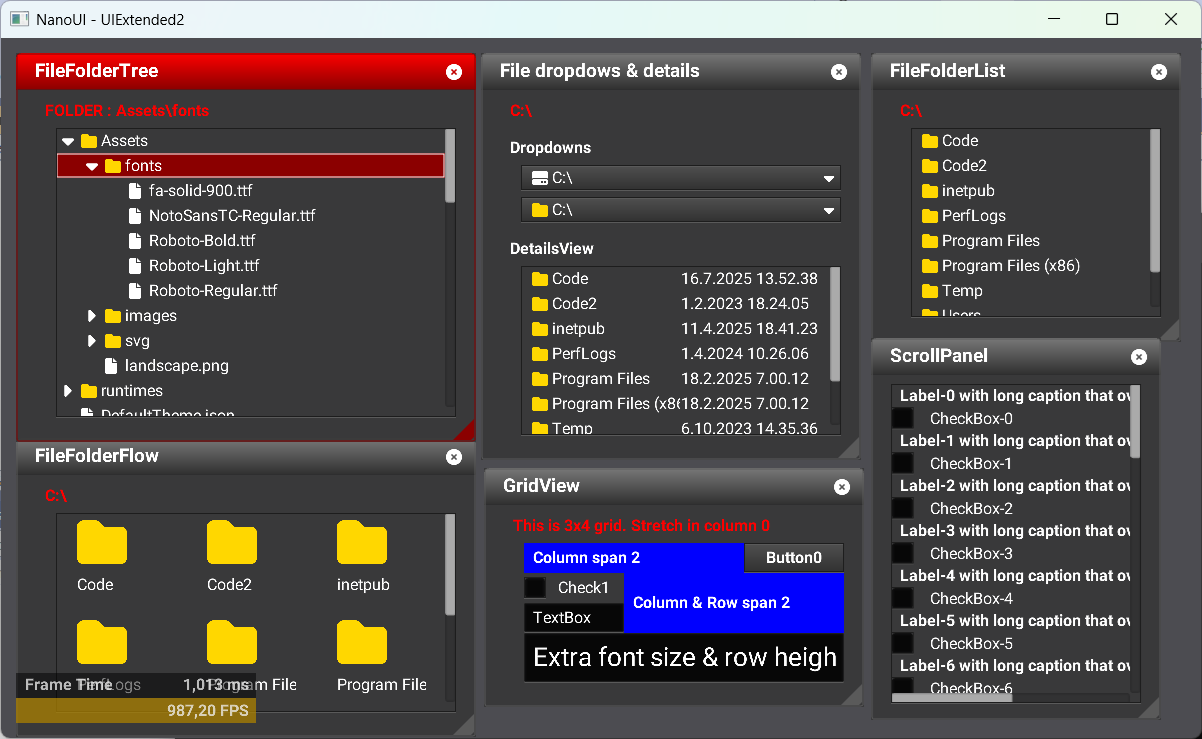 NanoUI - UIExtended2
FileFolderTree
FOLDER : Assets\fonts
Assets
fonts
fa-solid-900.ttf
NotoSansTC-Regular.ttf
Roboto-Bold.ttf
Roboto-Light.ttf
Roboto-Regular.ttf
images
svg
landscape.png
runtimes
DefaultTheme.json
FileFolderFlow
C:\
Code
Code2
inetpub
PerfLogs
Program File
Program File
Frame Time
1,013 ms
987,20 FPS
File dropdows & details
C:\
Dropdowns
C:\
C:\
DetailsView
Code 16.7.2025 13.52.38
Code2 1.2.2023 18.24.05
inetpub 11.4.2025 18.41.23
PerfLogs 1.4.2024 10.26.06
Program Files 18.2.2025 7.00.12
Program Files (x86 18.2.2025 7.00.12
Temp 6.10.2023 14.35.36
GridView
This is 3x4 grid. Stretch in column 0
Column span 2
Button0
Check1
Column & Row span 2
TextBox
Extra font size & row heigh
FileFolderList
C:\
Code
Code2
inetpub
PerfLogs
Program Files
Program Files (x86)
Temp
Users
ScrollPanel
Label-0 with long caption that ov
CheckBox-0
Label-1 with long caption that ov
CheckBox-1
Label-2 with long caption that ov
CheckBox-2
Label-3 with long caption that ov
CheckBox-3
Label-4 with long caption that ov
CheckBox-4
Label-5 with long caption that ov
CheckBox-5
Label-6 with long caption that ov
CheckBox-6